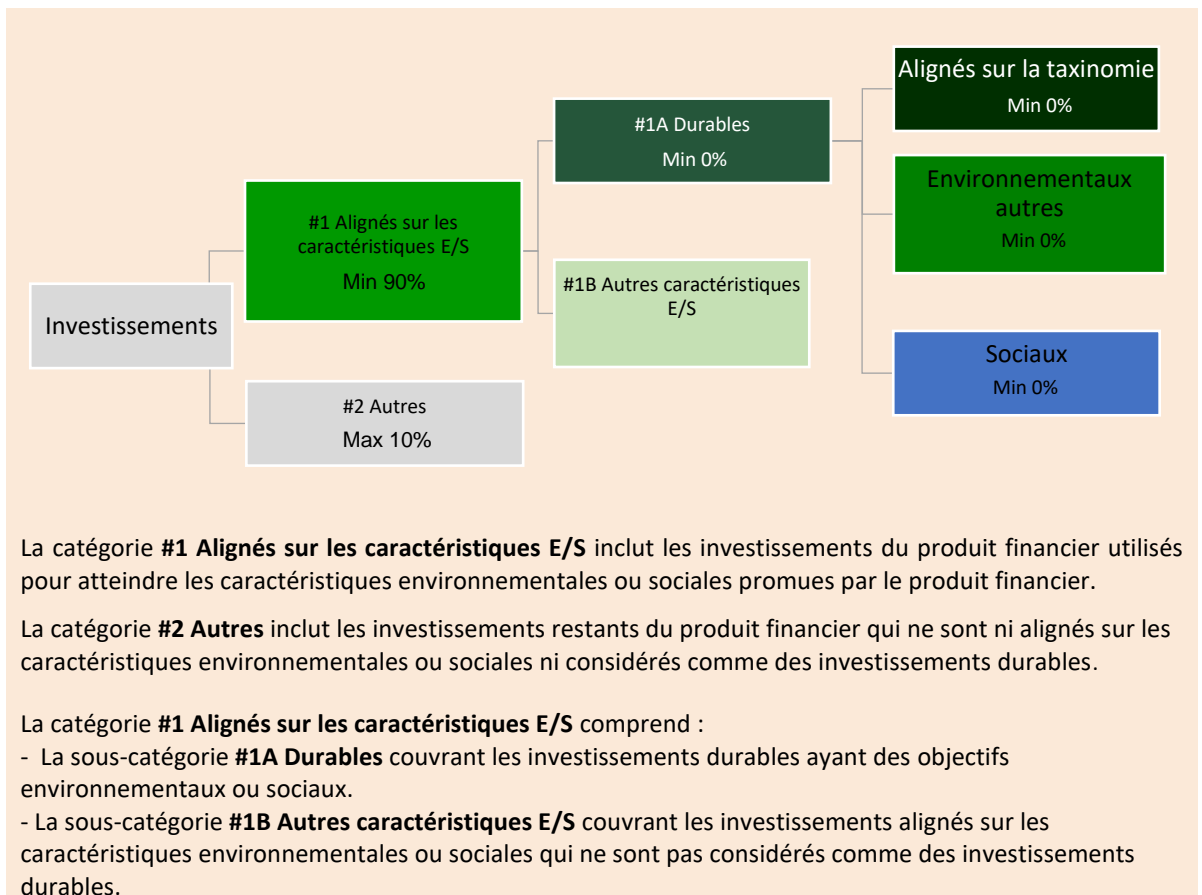 Investissements
#1 Alignés sur les
caractéristiques E/S
Min 90%
#2 Autres
Max 10%
#1A Durables
Min 0%
#1B Autres caractéristiques
E/S
Alignés sur la taxinomie
Min 0%
Environnementaux
autres
Min 0%
Sociaux
Min 0%
La catégorie #1 Alignés sur les caractéristiques E/S inclut les investissements du produit financier utilisés
pour atteindre les caractéristiques environnementales ou sociales promues par le produit financier.
La catégorie #2 Autres inclut les investissements restants du produit financier qui ne sont ni alignés sur les
caractéristiques environnementales ou sociales ni considérés comme des investissements durables.
La catégorie #1 Alignés sur les caractéristiques E/S comprend :
- La sous-catégorie #1A Durables couvrant les investissements durables ayant des objectifs
environnementaux ou sociaux.
- La sous-catégorie #1B Autres caractéristiques E/S couvrant les investissements alignés sur les
caractéristiques environnementales ou sociales qui ne sont pas considérés comme des investissements
durables.